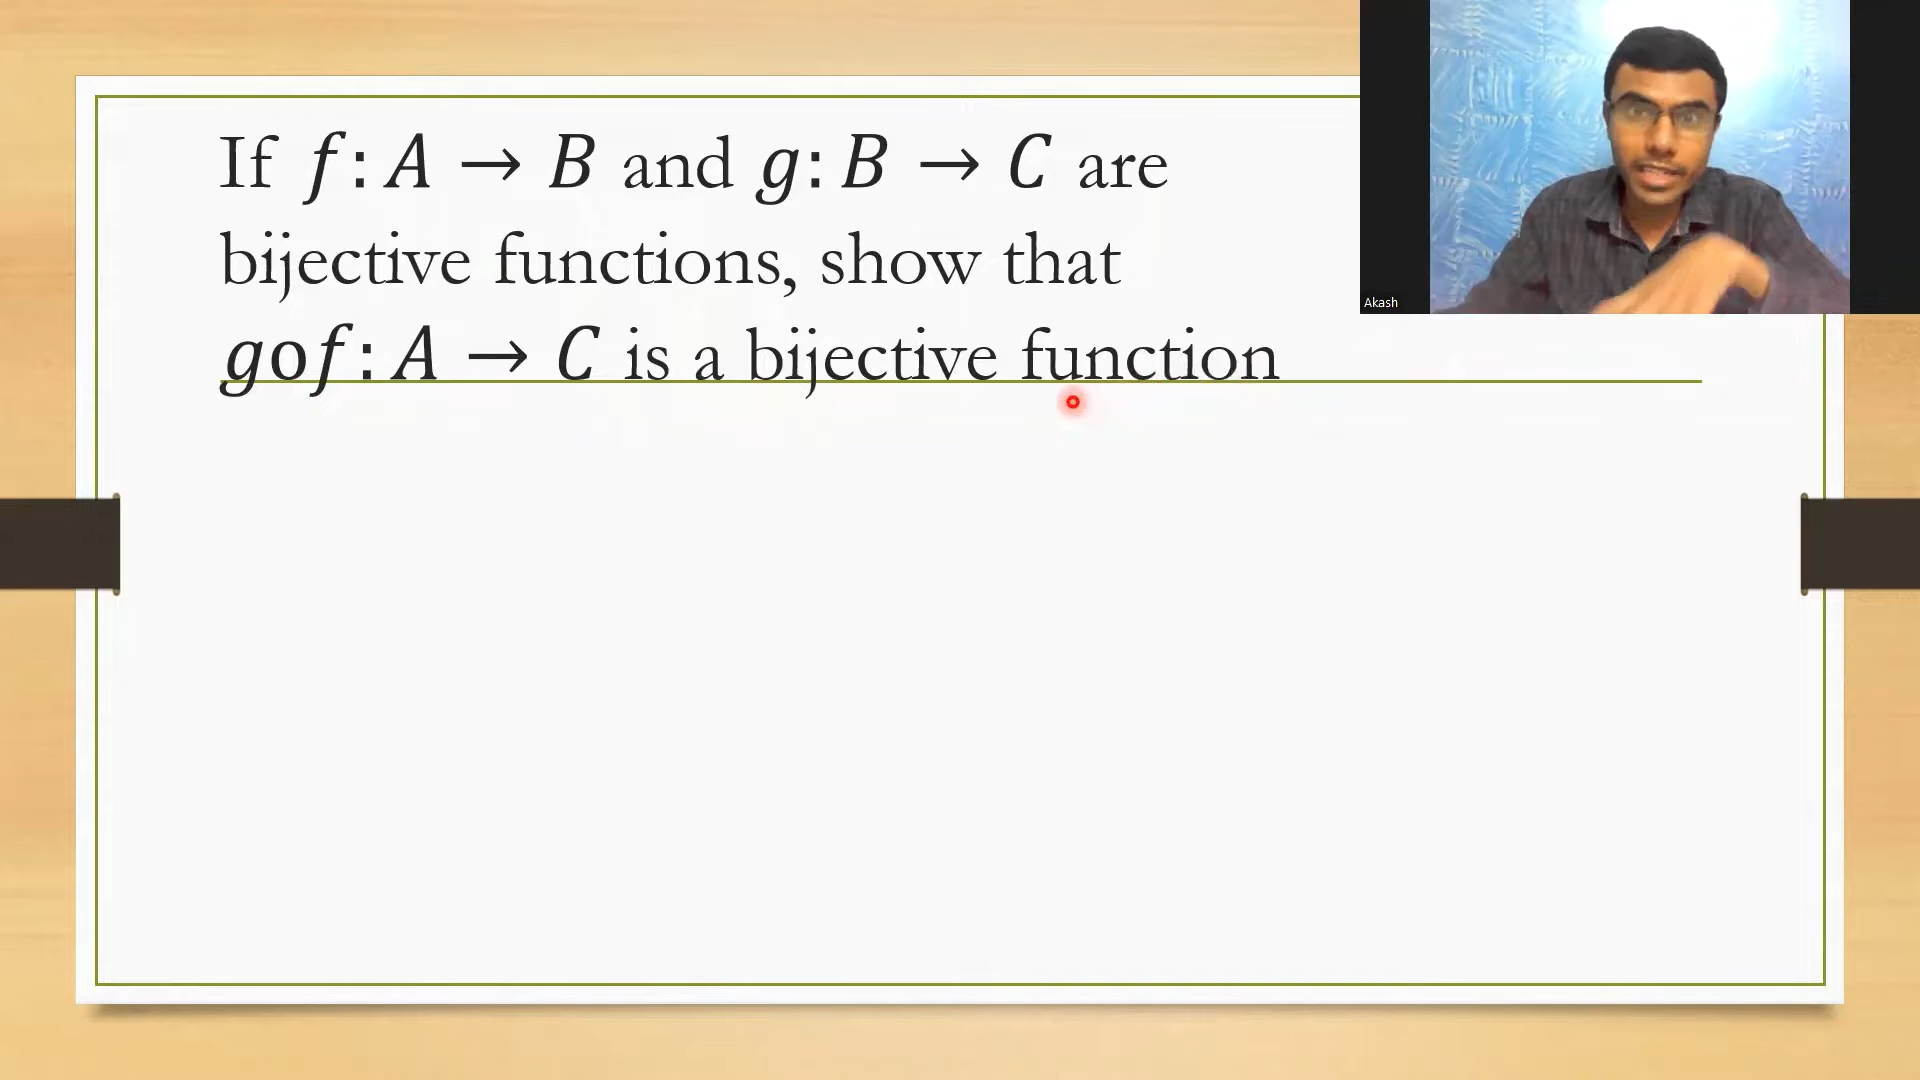 If f : A → B and g: B → C are
bijective functions, show that
gof : A → C is a bijective function
Akash